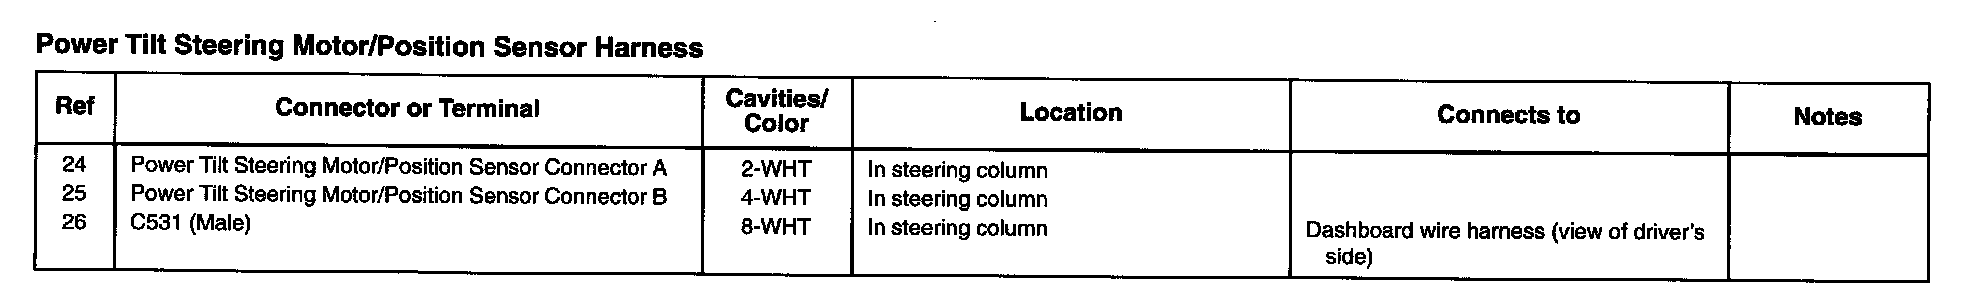 Power Tilt Steering Motor/Position Sensor Harness
Ref Connector or Terminal Cavities/ Color Location Connects to Notes
24 Power Tilt Steering Motor/Position Sensor Connector A 2-WHT In steering column
25 Power Tilt Steering Motor/Position Sensor Connector B 4-WHT In steering column
26 C531 (Male) 8-WHT In steering column Dashboard wire harness (view of driver's
side)